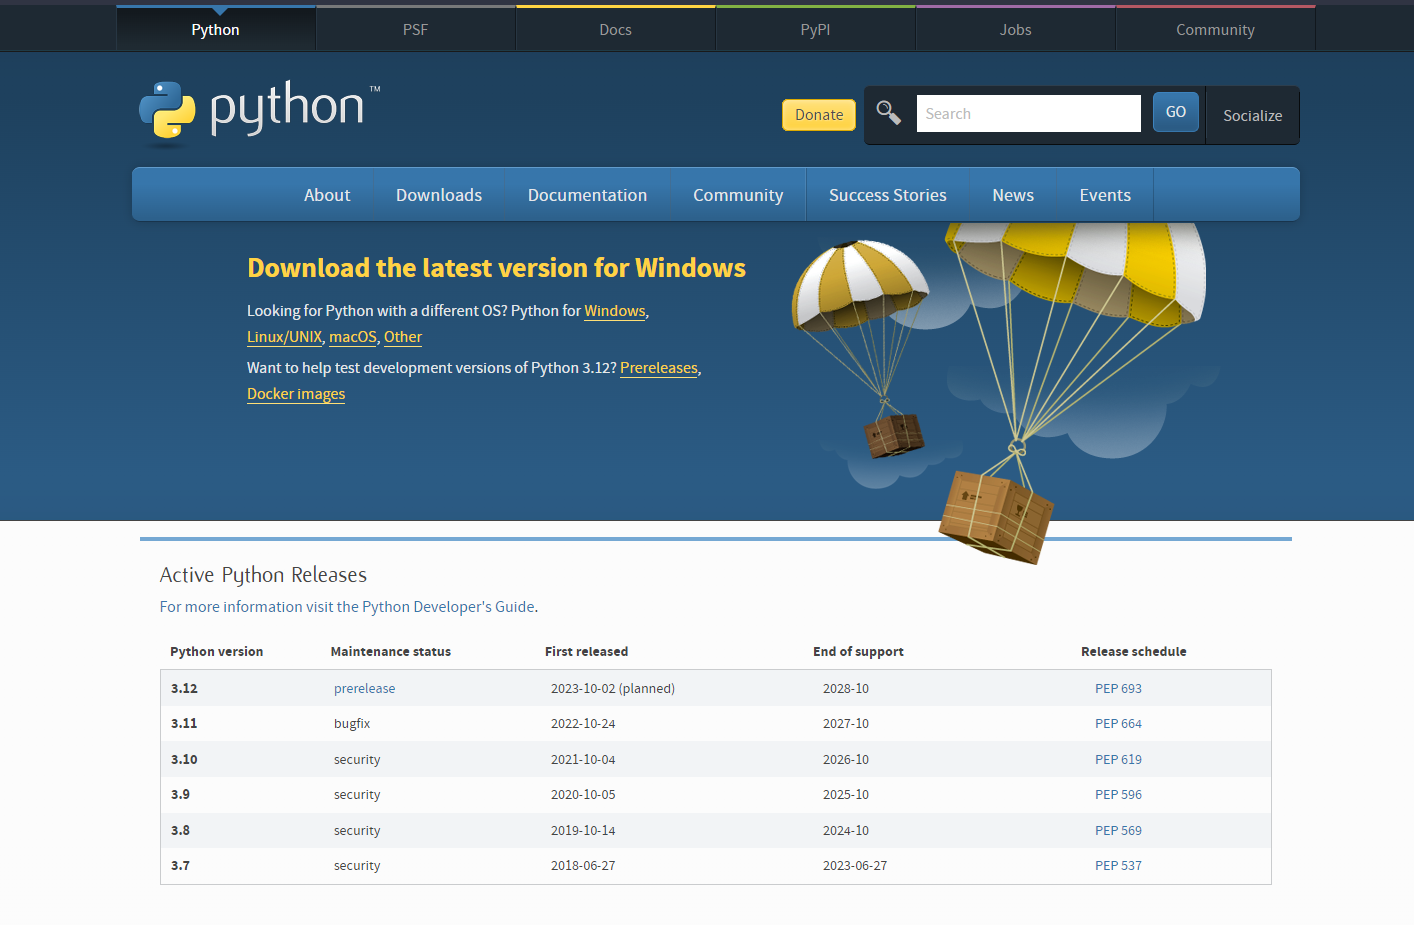 Python PSF Docs PyPI Jobs Community
python™
Donate Search GO Socialize
About Downloads Documentation Community Success Stories News Events
Download the latest version for Windows
Looking for Python with a different OS? Python for Windows,
Linux/UNIX, macOS, Other
Want to help test development versions of Python 3.12? Prereleases,
Docker images
Active Python Releases
For more information visit the Python Developer's Guide.
Python version Maintenance status First released End of support Release schedule
3.12 prerelease 2023-10-02 (planned) 2028-10 PEP 693
3.11 bugfix 2022-10-24 2027-10 PEP 664
3.10 security 2021-10-04 2026-10 PEP 619
3.9 security 2020-10-05 2025-10 PEP 596
3.8 security 2019-10-14 2024-10 PEP 569
3.7 security 2018-06-27 2023-06-27 PEP 537